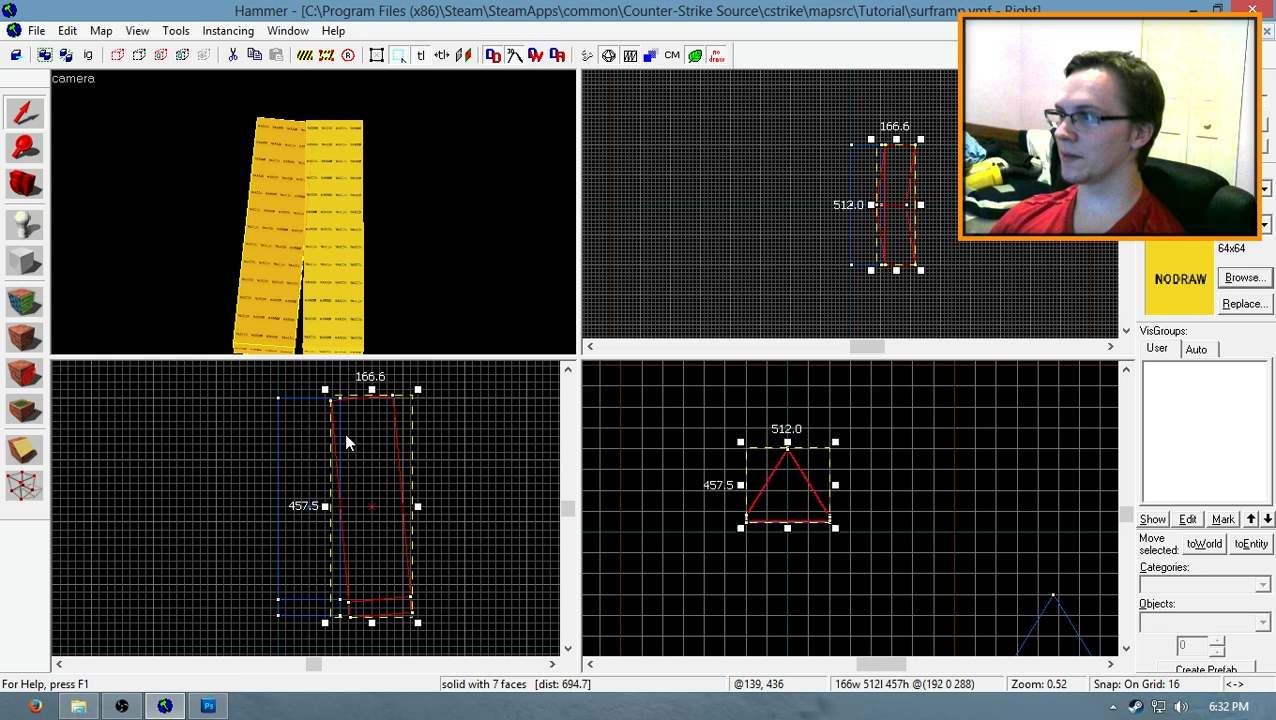 Hammer - [C:\Program Files (x86)\Steam\SteamApps\common\Counter-Strike Source\cstrike\mapsrc\Tutorial\surframp.vmf - Right]
File Edit Map View Tools Instancing Window Help
CM
no draw
camera
166.6
512.0
64x64
NODRAW
Browse...
Replace...
VisGroups:
User Auto
166.6
457.5
512.0
457.5
Show Edit Mark
Move selected: toWorld toEntity
Categories:
Objects:
0
Create Prefab
For Help, press F1
solid with 7 faces [dist: 694.7]
@139, 436
166w 512l 457h @(192 0 288)
Zoom: 0.52
Snap: On Grid: 16
<->
6:32 PM